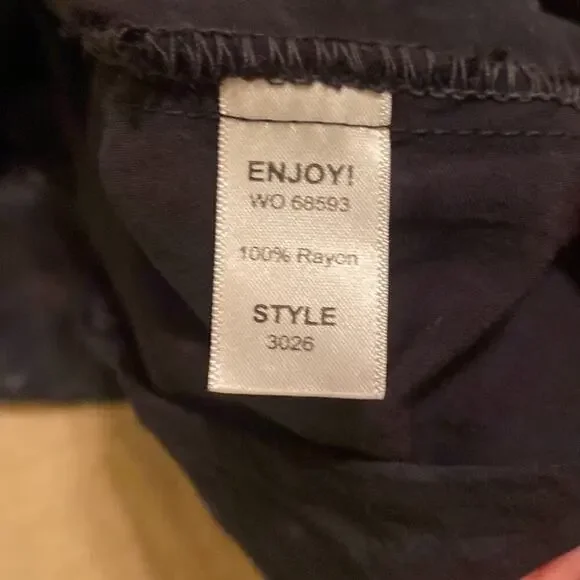 ENJOY!
WO 68593
100% Rayon
STYLE
3026